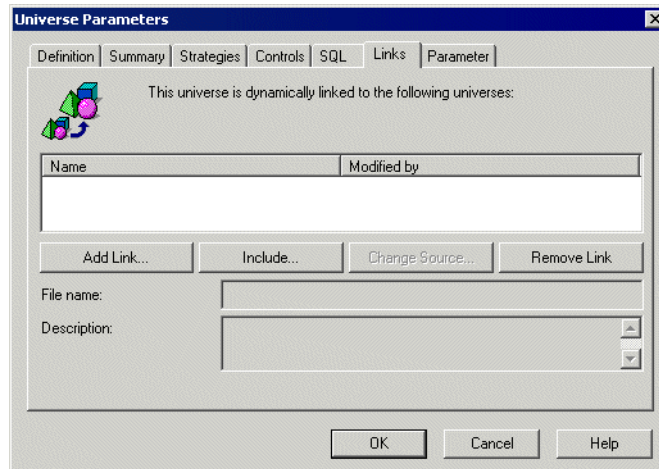 Universe Parameters
Definition Summary Strategies Controls SQL Links Parameter
This universe is dynamically linked to the following universes:
Name Modified by
Add Link... Include... Change Source... Remove Link
File name:
Description:
OK Cancel Help